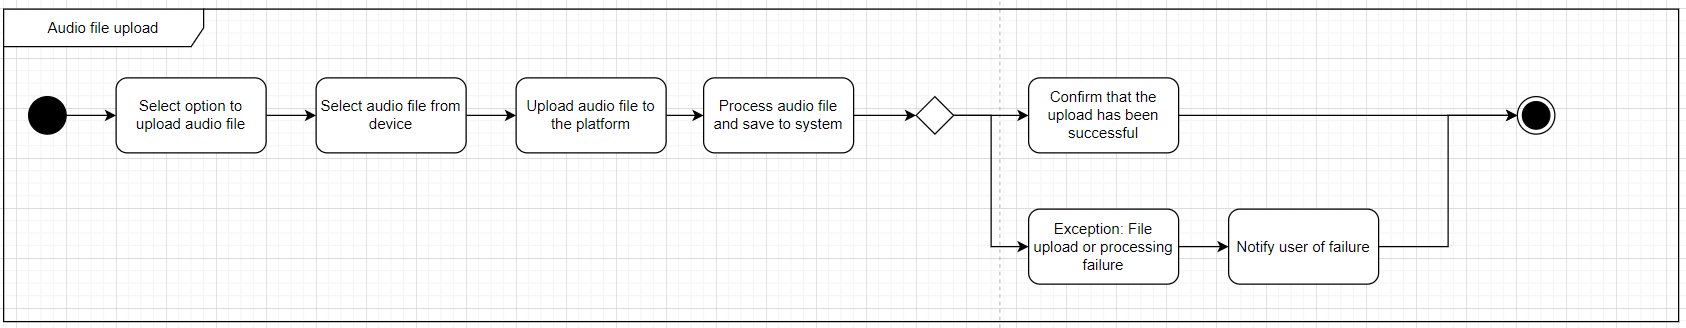 Audio file upload
Select option to
upload audio file
Select audio file from
device
Upload audio file to
the platform
Process audio file
and save to system
Confirm that the
upload has been
successful
Exception: File
upload or processing
failure
Notify user of failure